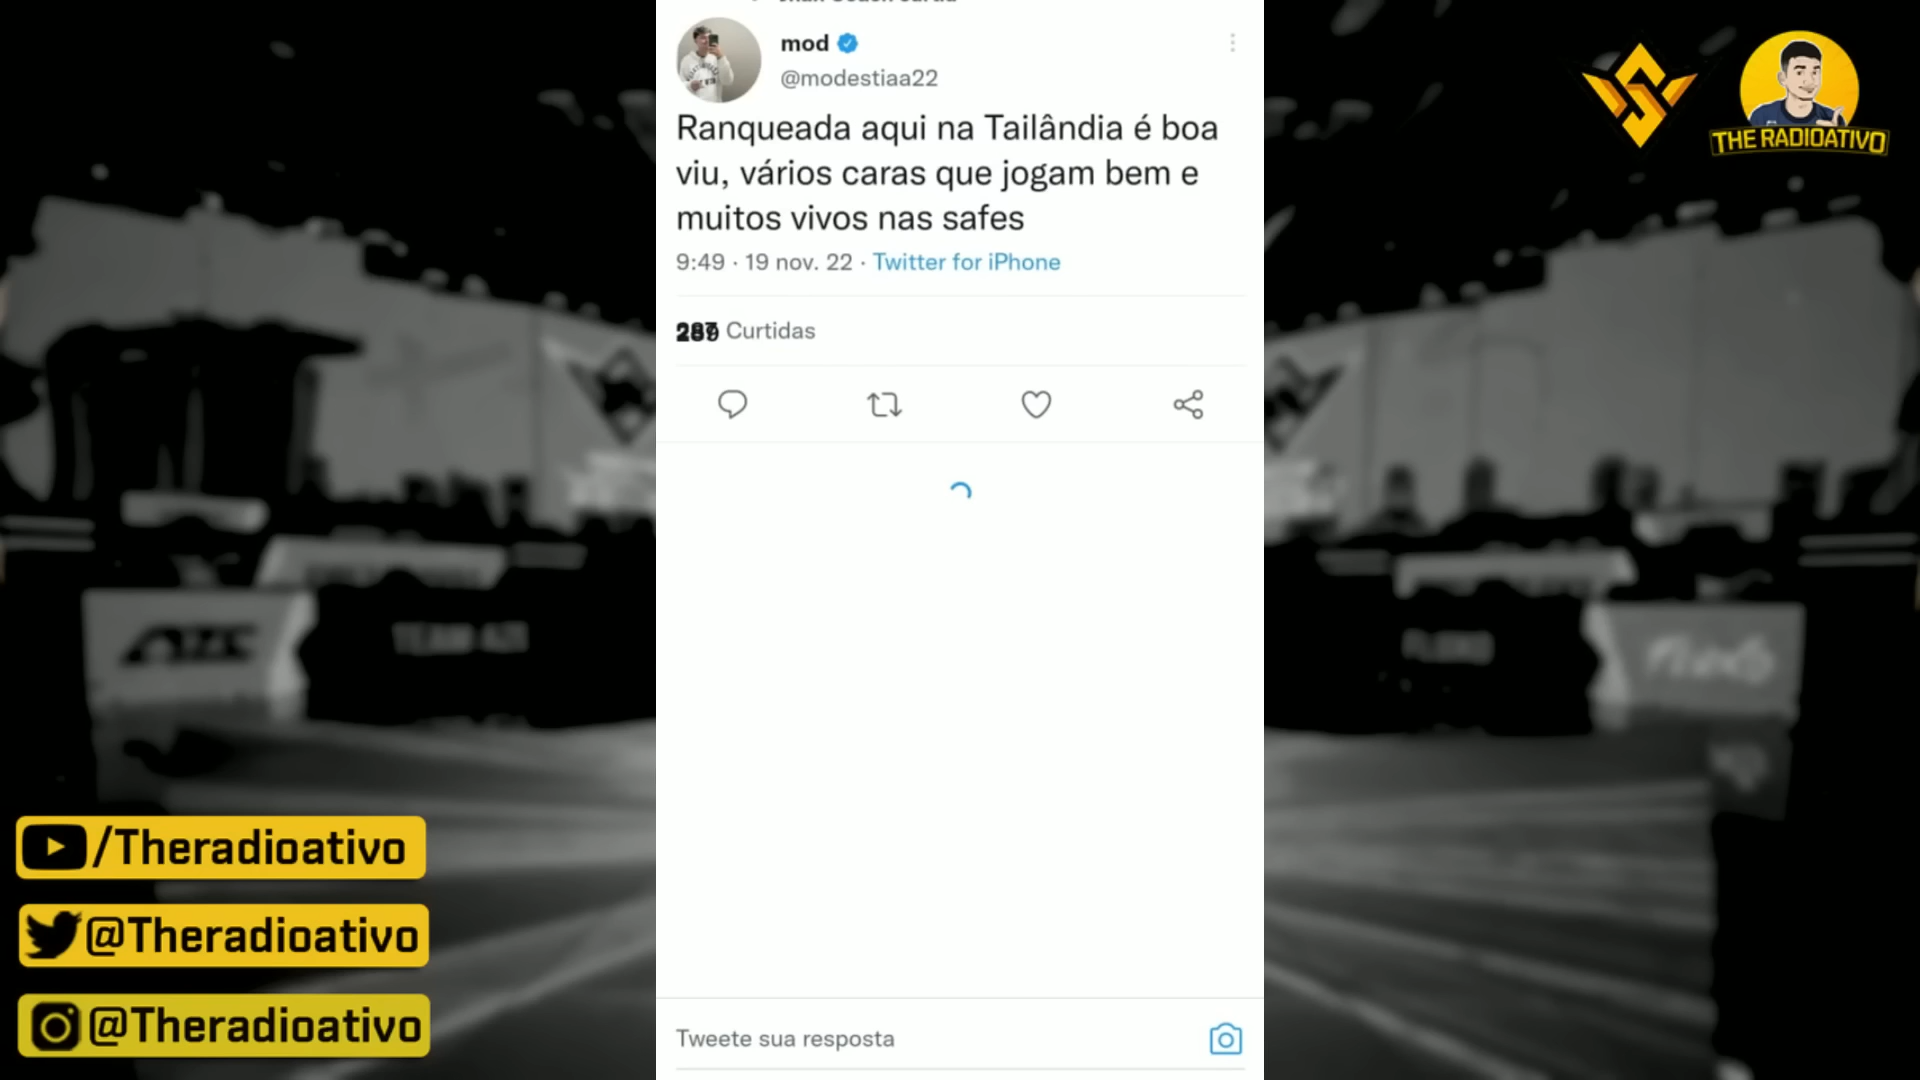 mod
@modestiaa22
Ranqueada aqui na Tailândia é boa
viu, vários caras que jogam bem e
muitos vivos nas safes
9:49 · 19 nov. 22 · Twitter for iPhone
Curtidas
Tweete sua resposta
THE RADIOATIVO
TEAM
/Theradioativo
@Theradioativo
@Theradioativo